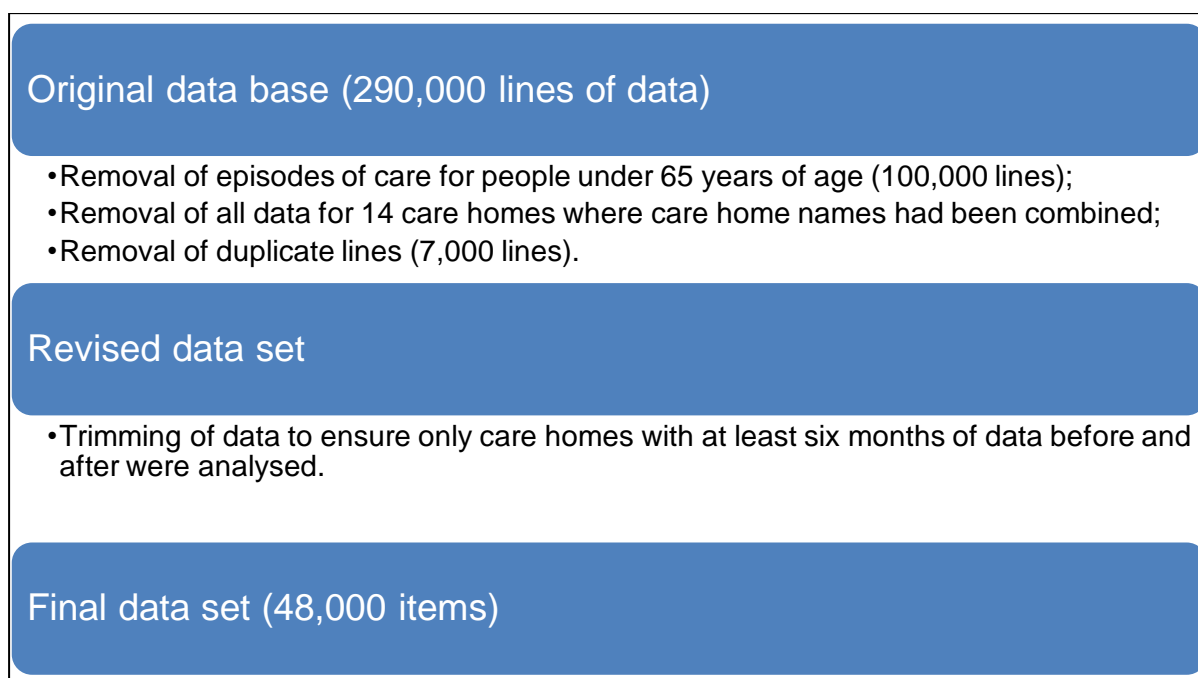 Original data base (290,000 lines of data)
•Removal of episodes of care for people under 65 years of age (100,000 lines);
•Removal of all data for 14 care homes where care home names had been combined;
•Removal of duplicate lines (7,000 lines).
Revised data set
•Trimming of data to ensure only care homes with at least six months of data before and
after were analysed.
Final data set (48,000 items)